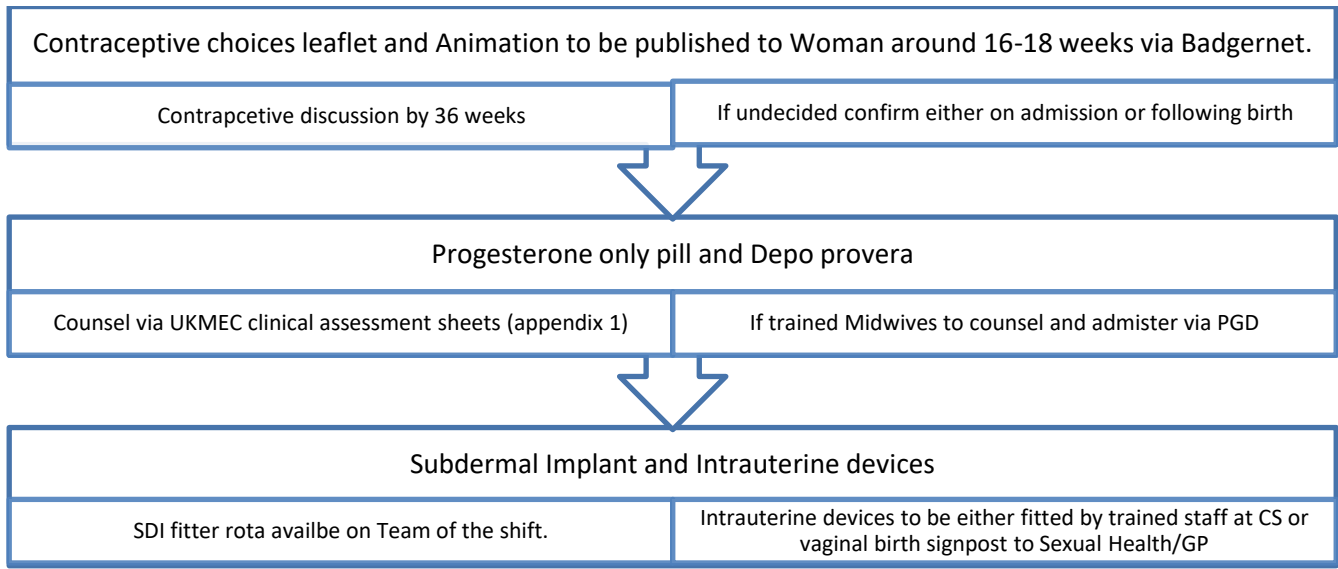 Contraceptive choices leaflet and Animation to be published to Woman around 16-18 weeks via Badgernet.
Contrapcetive discussion by 36 weeks
If undecided confirm either on admission or following birth
Progesterone only pill and Depo provera
Counsel via UKMEC clinical assessment sheets (appendix 1)
If trained Midwives to counsel and admister via PGD
Subdermal Implant and Intrauterine devices
SDI fitter rota availbe on Team of the shift.
Intrauterine devices to be either fitted by trained staff at CS or
vaginal birth signpost to Sexual Health/GP